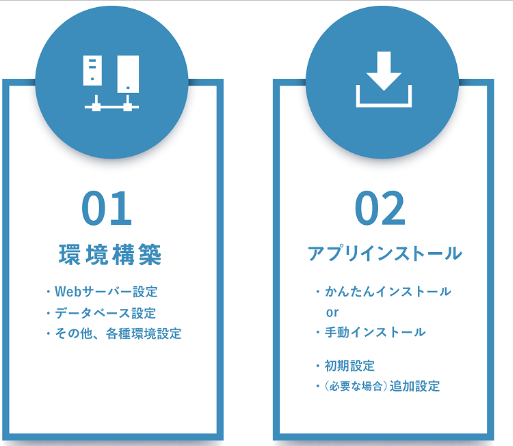 01
環境構築
・Webサーバー設定
・データベース設定
・その他、各種環境設定
02
アプリインストール
・かんたんインストール
or
・手動インストール
・初期設定
・（必要な場合）追加設定